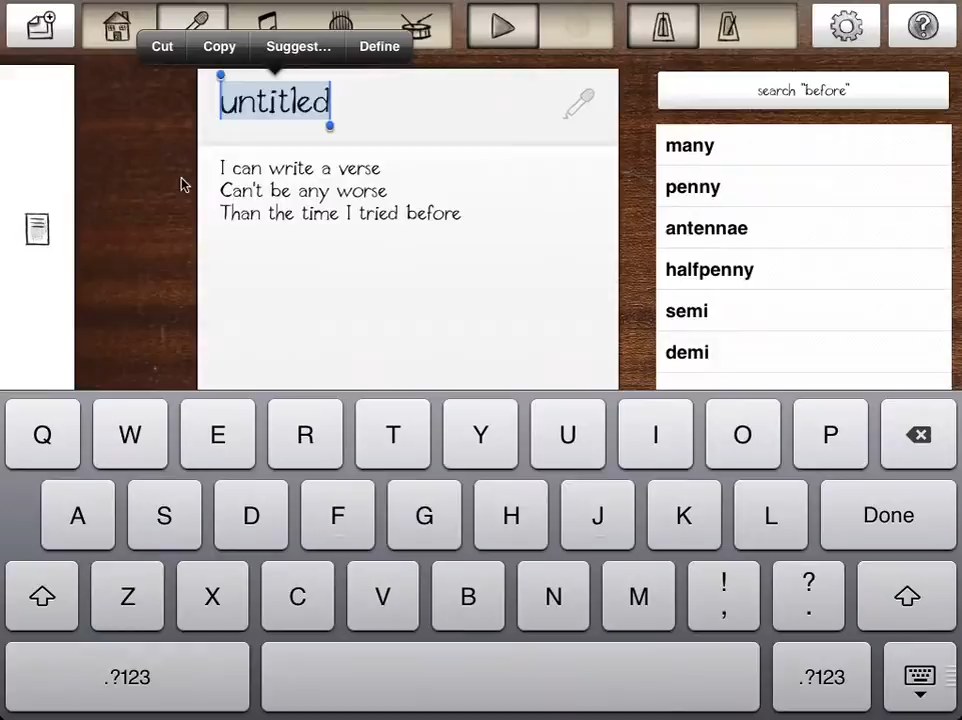 Cut Copy Suggest... Define
untitled
search "before"
I can write a verse
Can't be any worse
Than the time I tried before
many
penny
antennae
halfpenny
semi
demi
Q W E R T Y U I O P
A S D F G H J K L Done
Z X C V B N M ! , ? .
.?123 .?123